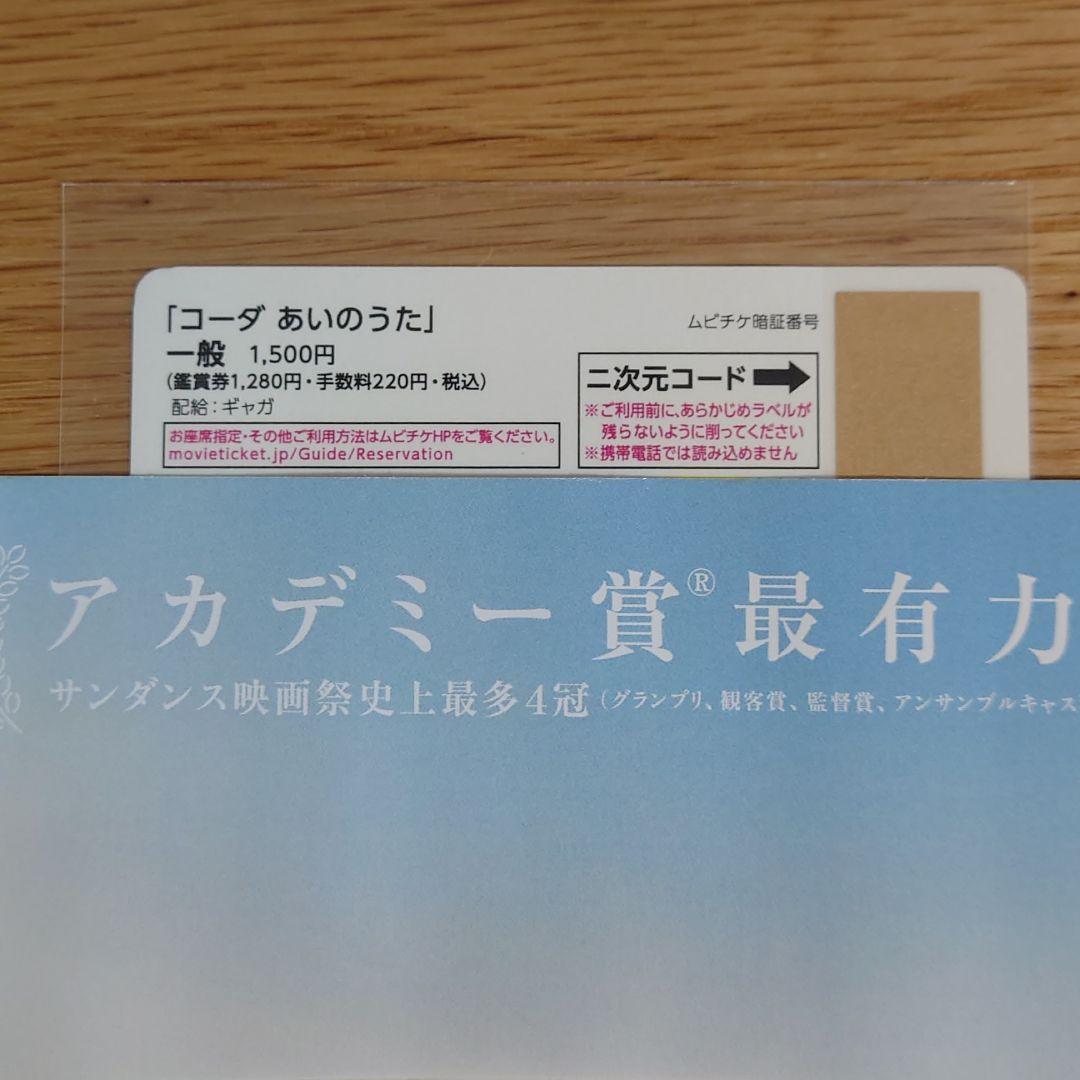 「コーダ あいのうた」
一般 1,500円
(鑑賞券1,280円・手数料220円・税込)
配給:ギャガ
お座席指定・その他ご利用方法はムビチケHPをご覧ください。
movieticket.jp/Guide/Reservation
ムビチケ暗証番号
二次元コード
※ご利用前に、あらかじめラベルが
残らないように削ってください
※携帯電話では読み込めません
アカデミー賞®最有力
サンダンス映画祭史上最多4冠(グランプリ、観客賞、監督賞、アンサンブルキャス